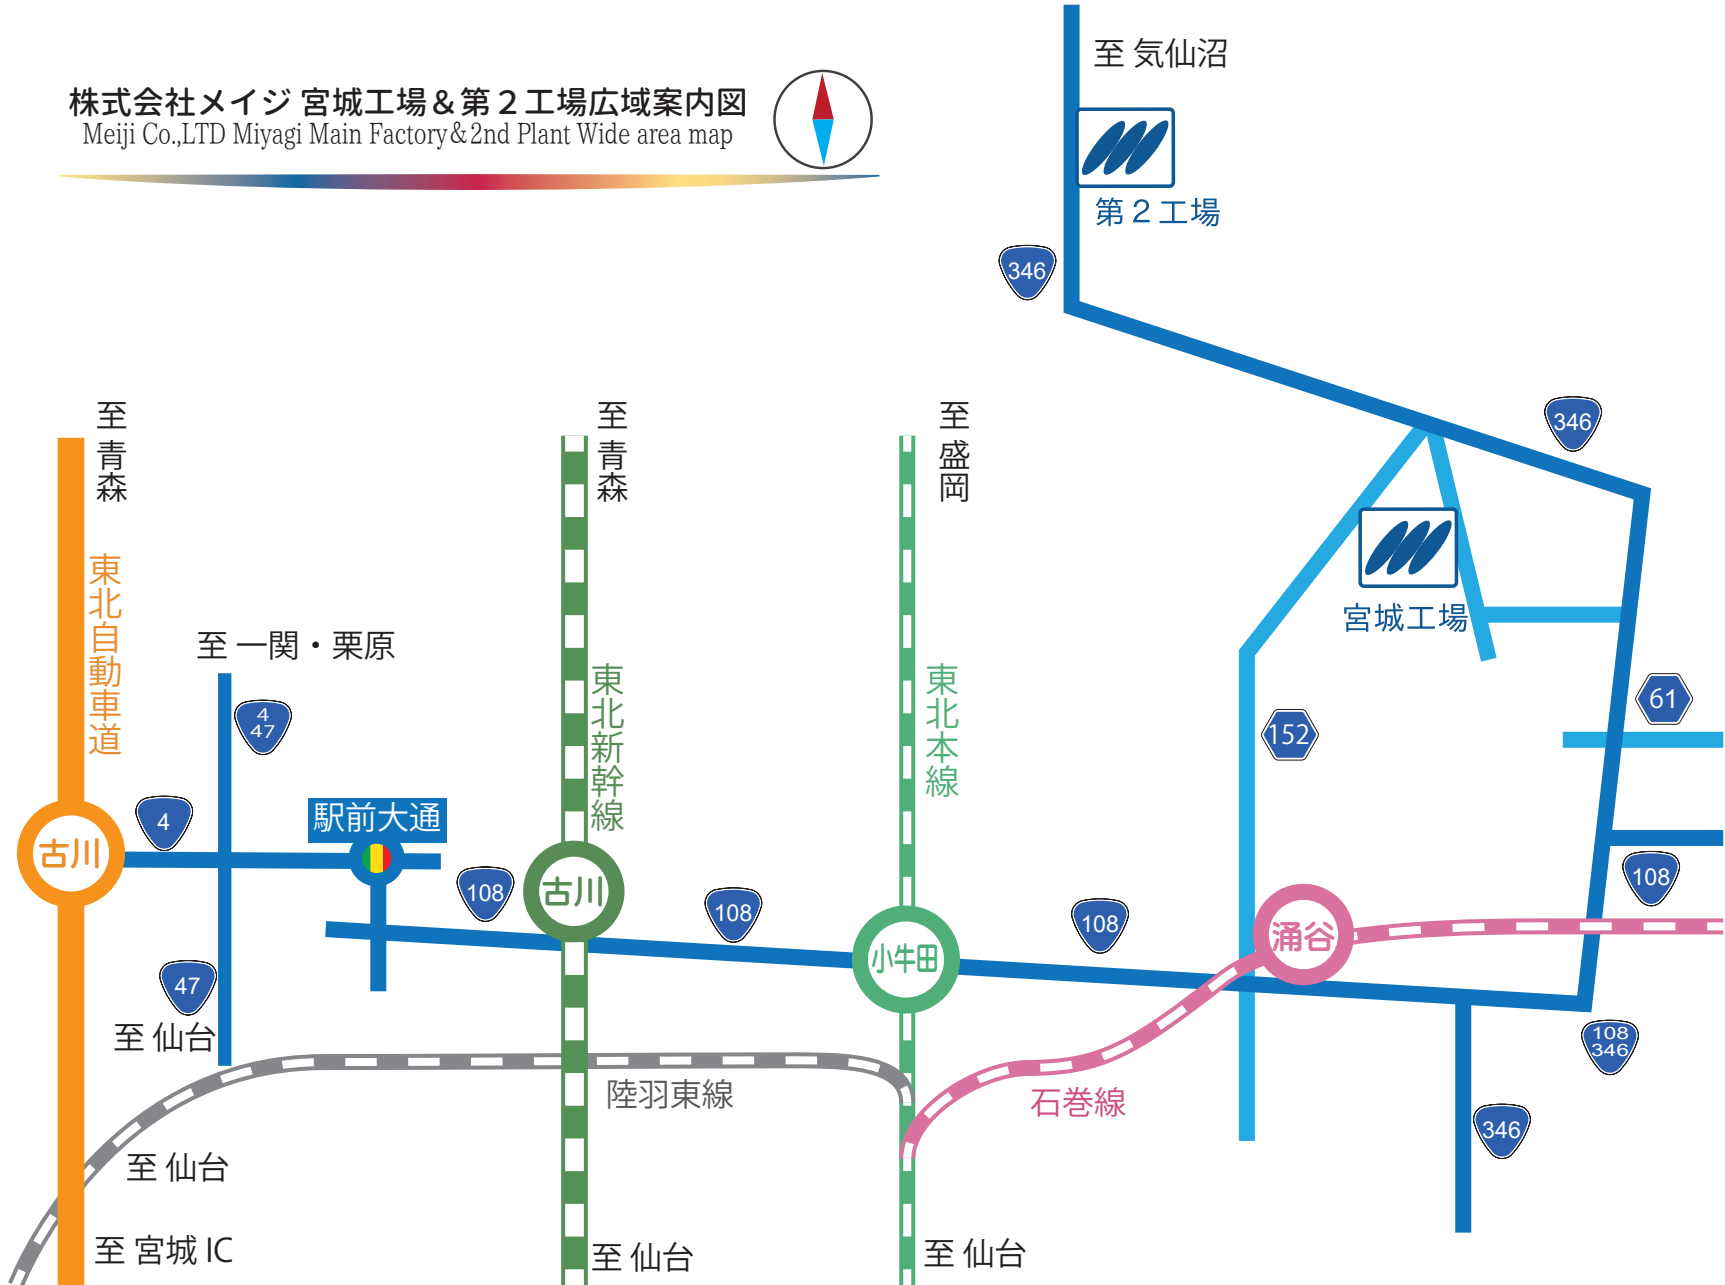 株式会社メイジ 宮城工場＆第２工場広域案内図
Meiji Co.,LTD Miyagi Main Factory＆2nd Plant Wide area map
至 気仙沼
第２工場
346
346
至 青森
至 青森
至 盛岡
東北自動車道
宮城工場
至 一関・栗原
東北新幹線
東北本線
61
4
47
152
駅前大通
4
古川
108
古川
108
108
108
涌谷
小牛田
47
至 仙台
108
346
陸羽東線
石巻線
346
至 仙台
至 宮城 IC
至 仙台
至 仙台